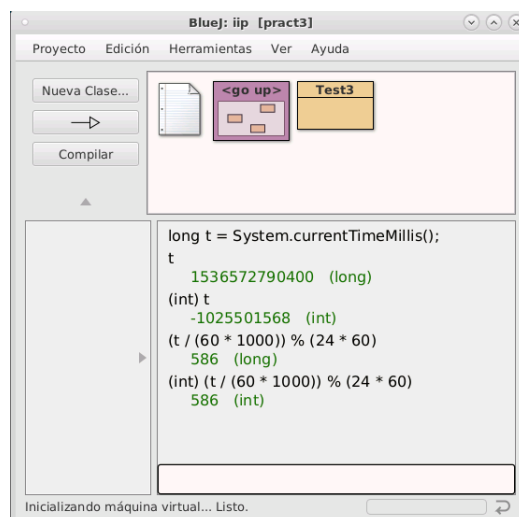 BlueJ: iip [pract3]
Proyecto Edición Herramientas Ver Ayuda
Nueva Clase...
Compilar
<go up>
Test3
long t = System.currentTimeMillis();
t
1536572790400 (long)
(int) t
-1025501568 (int)
(t / (60 * 1000)) % (24 * 60)
586 (long)
(int) (t / (60 * 1000)) % (24 * 60)
586 (int)
Inicializando máquina virtual... Listo.